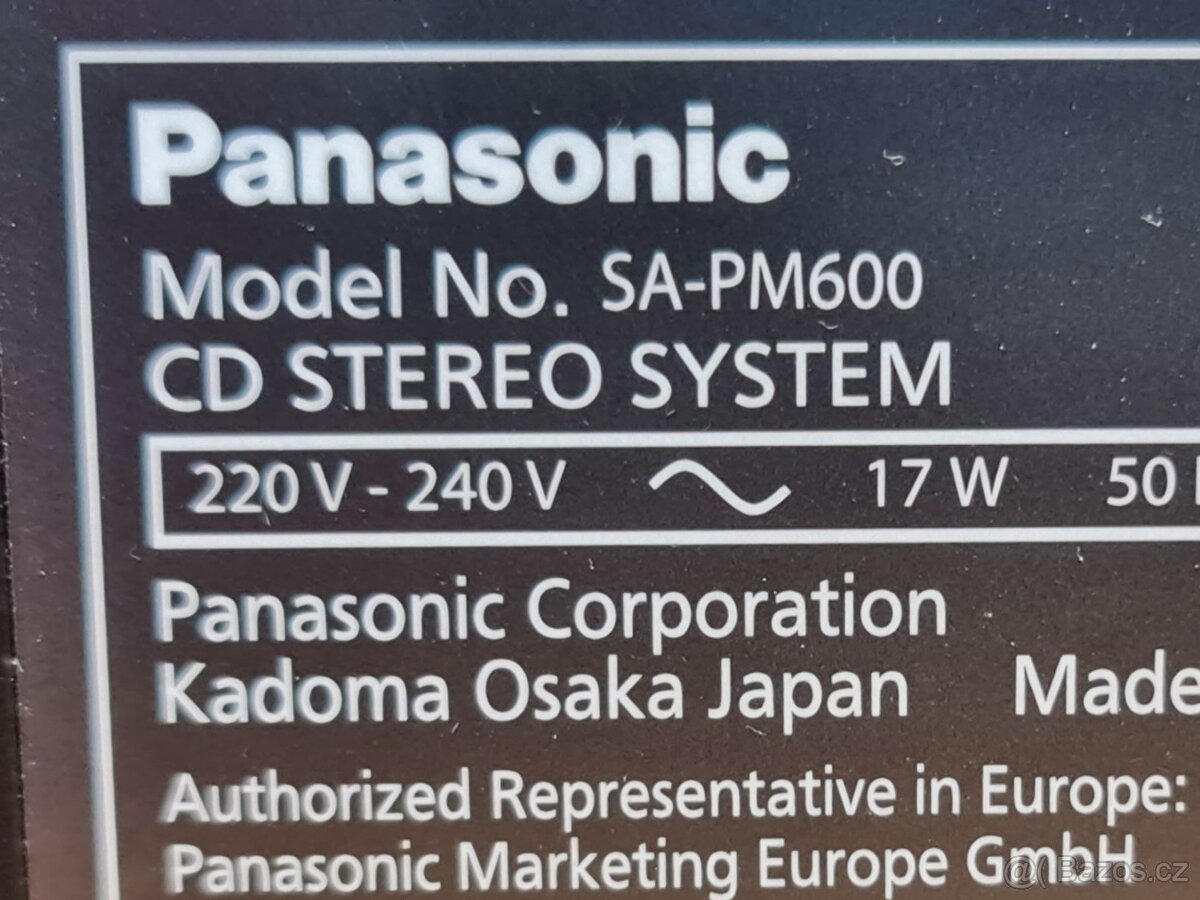 Panasonic
Model No. SA-PM600
CD STEREO SYSTEM
220 V - 240 V 17 W 50
Panasonic Corporation
Kadoma Osaka Japan Made
Authorized Representative in Europe:
Panasonic Marketing Europe GmbH
@( Bazos.cz